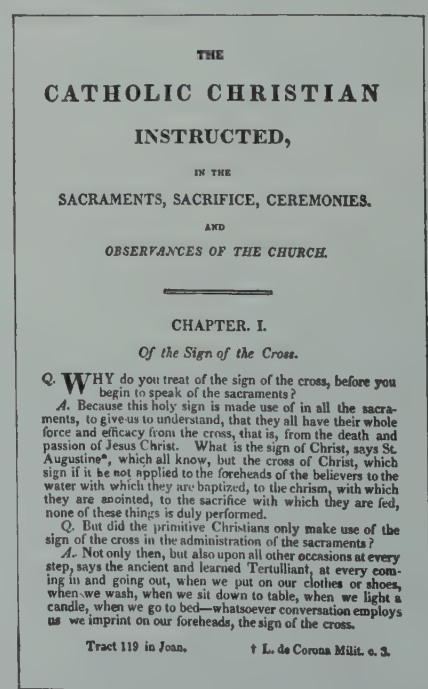 THE
CATHOLIC CHRISTIAN
INSTRUCTED,
IN THE
SACRAMENTS, SACRIFICE, CEREMONIES.
AND
OBSERVANCES OF THE CHURCH.
CHAPTER. I.
Of the Sign of the Cross.
Q. WHY do you treat of the sign of the cross, before you
begin to speak of the sacraments?
A. Because this holy sign is made use of in all the sacra-
ments, to give us to understand, that they all have their whole
force and efficacy from the cross, that is, from the death and
passion of Jesus Christ. What is the sign of Christ, says St.
Augustine*, which all know, but the cross of Christ, which
sign if it be not applied to the foreheads of the believers to the
water with which they are baptized, to the chrism, with which
they are anointed, to the sacrifice with which they are fed,
none of these things is duly performed.
Q. But did the primitive Christians only make use of the
sign of the cross in the administration of the sacraments?
A. Not only then, but also upon all other occasions at every
step, says the ancient and learned Tertulliant, at every com-
ing in and going out, when we put on our clothes or shoes,
when we wash, when we sit down to table, when we light a
candle, when we go to bed—whatsoever conversation employs
us we imprint on our foreheads, the sign of the cross.
Tract 119 in Joan. † L. de Corona Milit. c. 3.